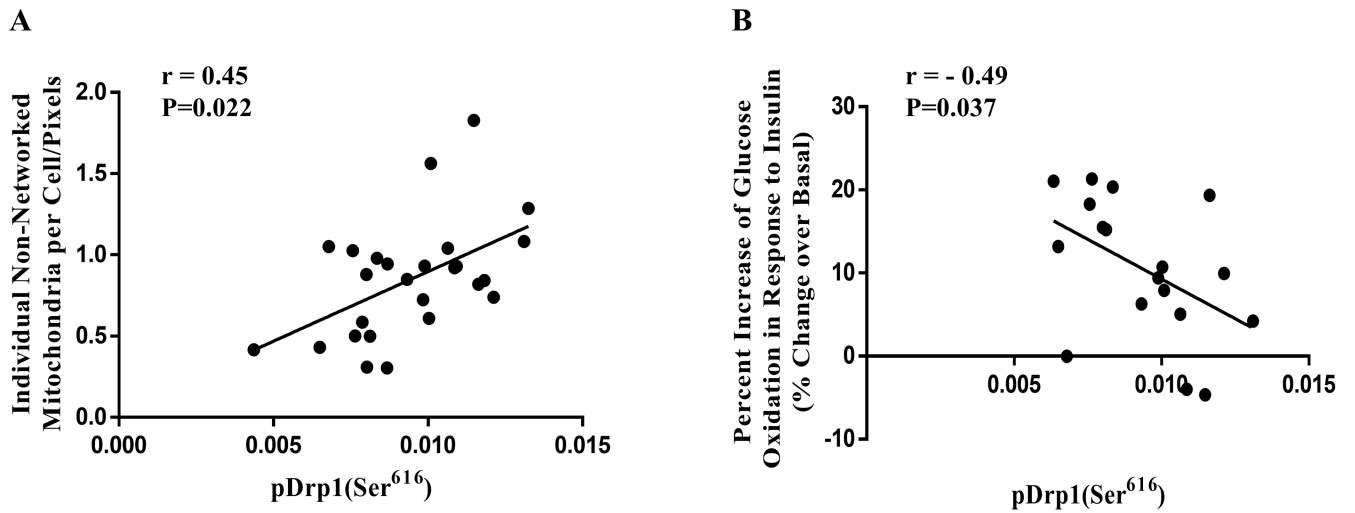 A
r = 0.45
P=0.022
Individual Non-Networked
Mitochondria per Cell/Pixels
2.0
1.5
1.0
0.5
0.0
0.000
0.005
0.010
0.015
pDrp1(Ser616)
B
r = - 0.49
P=0.037
Percent Increase of Glucose
Oxidation in Response to Insulin
(% Change over Basal)
30
20
10
0
-10
0.005
0.010
0.015
pDrp1(Ser616)